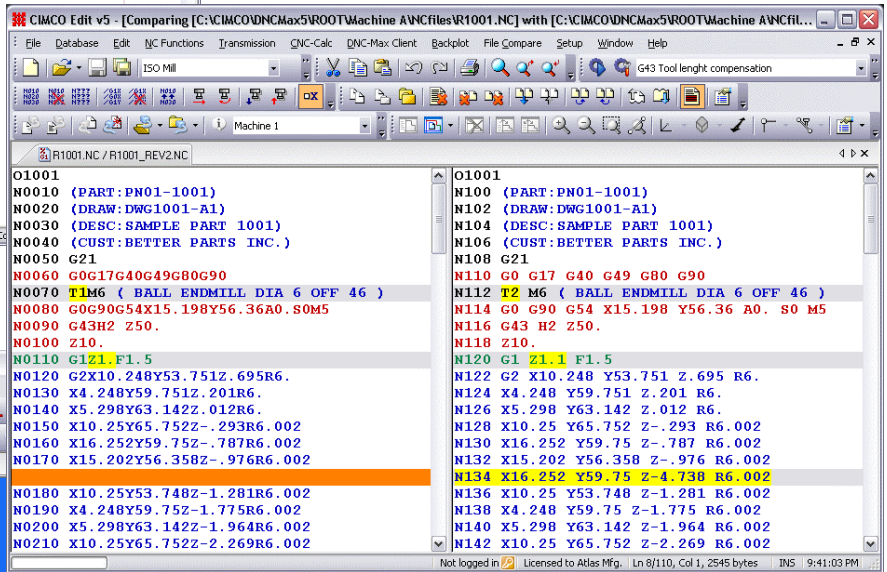 CIMCO Edit v5 - [Comparing [C:\CIMCO\DNCMax5\ROOT\Machine A\NCfiles\R1001.NC] with [C:\CIMCO\DNCMax5\ROOT\Machine A\NCfil...
File Database Edit NC Functions Transmission CNC-Calc DNC-Max Client Backplot File Compare Setup Window Help
ISO Mill
G43 Tool lenght compensation
Machine 1
R1001.NC / R1001_REV2.NC
O1001
N0010 (PART:PN01-1001)
N0020 (DRAW:DWG1001-A1)
N0030 (DESC:SAMPLE PART 1001)
N0040 (CUST:BETTER PARTS INC.)
N0050 G21
N0060 G0G17G40G49G80G90
N0070 T1M6 ( BALL ENDMILL DIA 6 OFF 46 )
N0080 G0G90G54X15.198Y56.36A0.S0M5
N0090 G43H2 Z50.
N0100 Z10.
N0110 G1Z1.F1.5
N0120 G2X10.248Y53.751Z.695R6.
N0130 X4.248Y59.751Z.201R6.
N0140 X5.298Y63.142Z.012R6.
N0150 X10.25Y65.752Z-.293R6.002
N0160 X16.252Y59.75Z-.787R6.002
N0170 X15.202Y56.358Z-.976R6.002
N0180 X10.25Y53.748Z-1.281R6.002
N0190 X4.248Y59.75Z-1.775R6.002
N0200 X5.298Y63.142Z-1.964R6.002
N0210 X10.25Y65.752Z-2.269R6.002
O1001
N100 (PART:PN01-1001)
N102 (DRAW:DWG1001-A1)
N104 (DESC:SAMPLE PART 1001)
N106 (CUST:BETTER PARTS INC.)
N108 G21
N110 G0 G17 G40 G49 G80 G90
N112 T2 M6 ( BALL ENDMILL DIA 6 OFF 46 )
N114 G0 G90 G54 X15.198 Y56.36 A0. S0 M5
N116 G43 H2 Z50.
N118 Z10.
N120 G1 Z1.1 F1.5
N122 G2 X10.248 Y53.751 Z.695 R6.
N124 X4.248 Y59.751 Z.201 R6.
N126 X5.298 Y63.142 Z.012 R6.
N128 X10.25 Y65.752 Z-.293 R6.002
N130 X16.252 Y59.75 Z-.787 R6.002
N132 X15.202 Y56.358 Z-.976 R6.002
N134 X16.252 Y59.75 Z-4.738 R6.002
N136 X10.25 Y53.748 Z-1.281 R6.002
N138 X4.248 Y59.75 Z-1.775 R6.002
N140 X5.298 Y63.142 Z-1.964 R6.002
N142 X10.25 Y65.752 Z-2.269 R6.002
Not logged in Licensed to Atlas Mfg. Ln 8/110, Col 1, 2545 bytes INS 9:41:03 PM